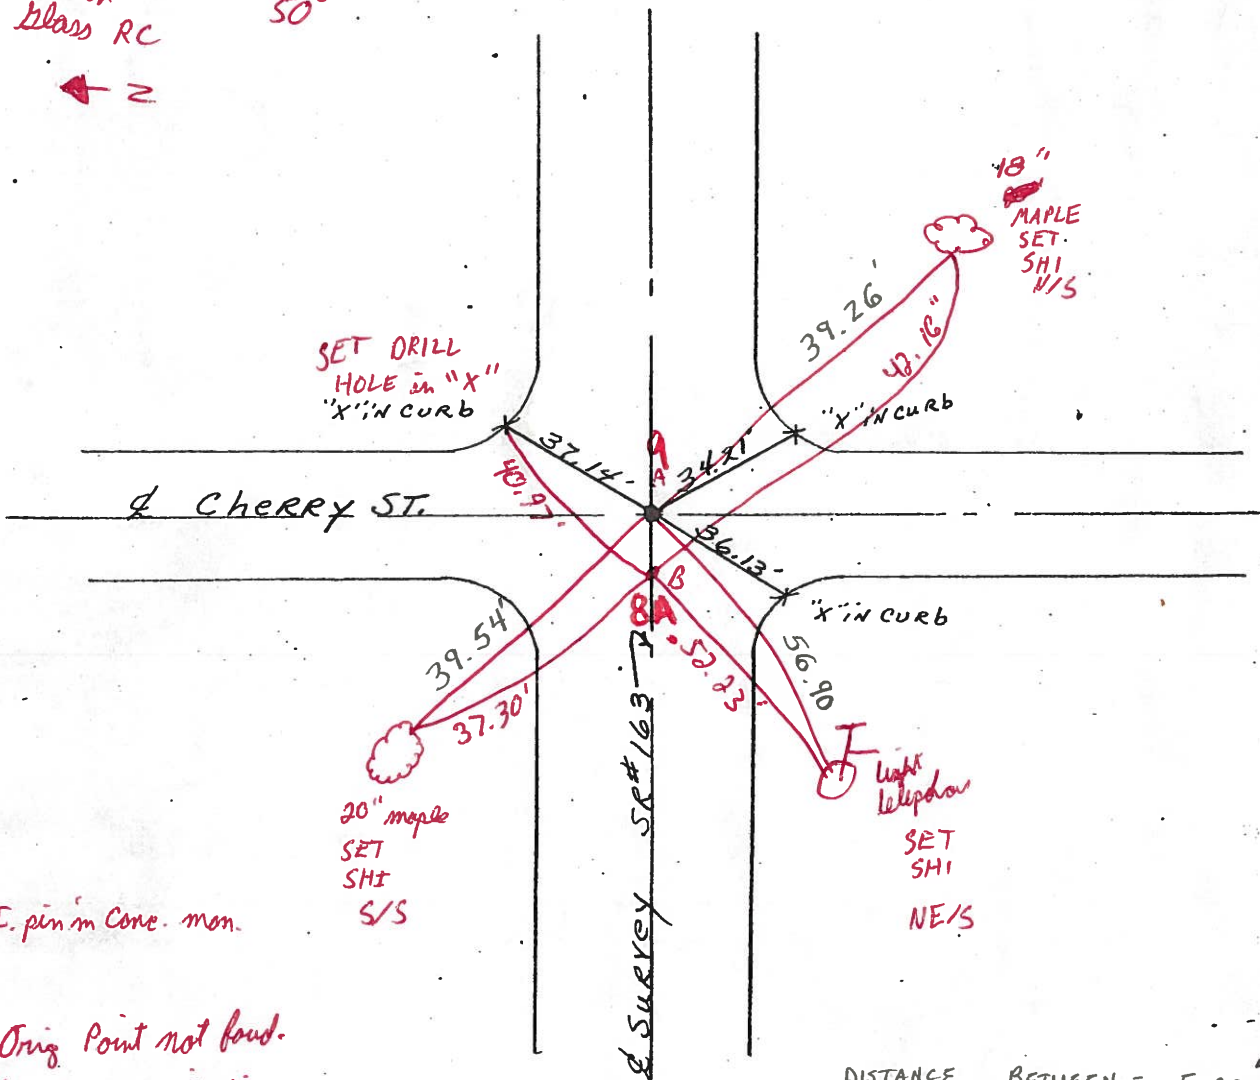 Glass RC
50'
N
18"
MAPLE
SET.
SHI
N/S
39.26'
42.16"
SET DRILL
HOLE in "X"
"X" IN CURB
"X" IN CURB
37.14'
9
A
34.21'
40.97'
℄ CHERRY ST.
36.13'
B
8A
"X" IN CURB
39.54'
37.30'
52.23'
56.90
light
telephone
SET
SHI
NE/S
20" maple
SET
SHI
S/S
℄ SURVEY SR#163
I. pin in Conc. mon.
Orig Point not found.
DISTANCE BETWEEN